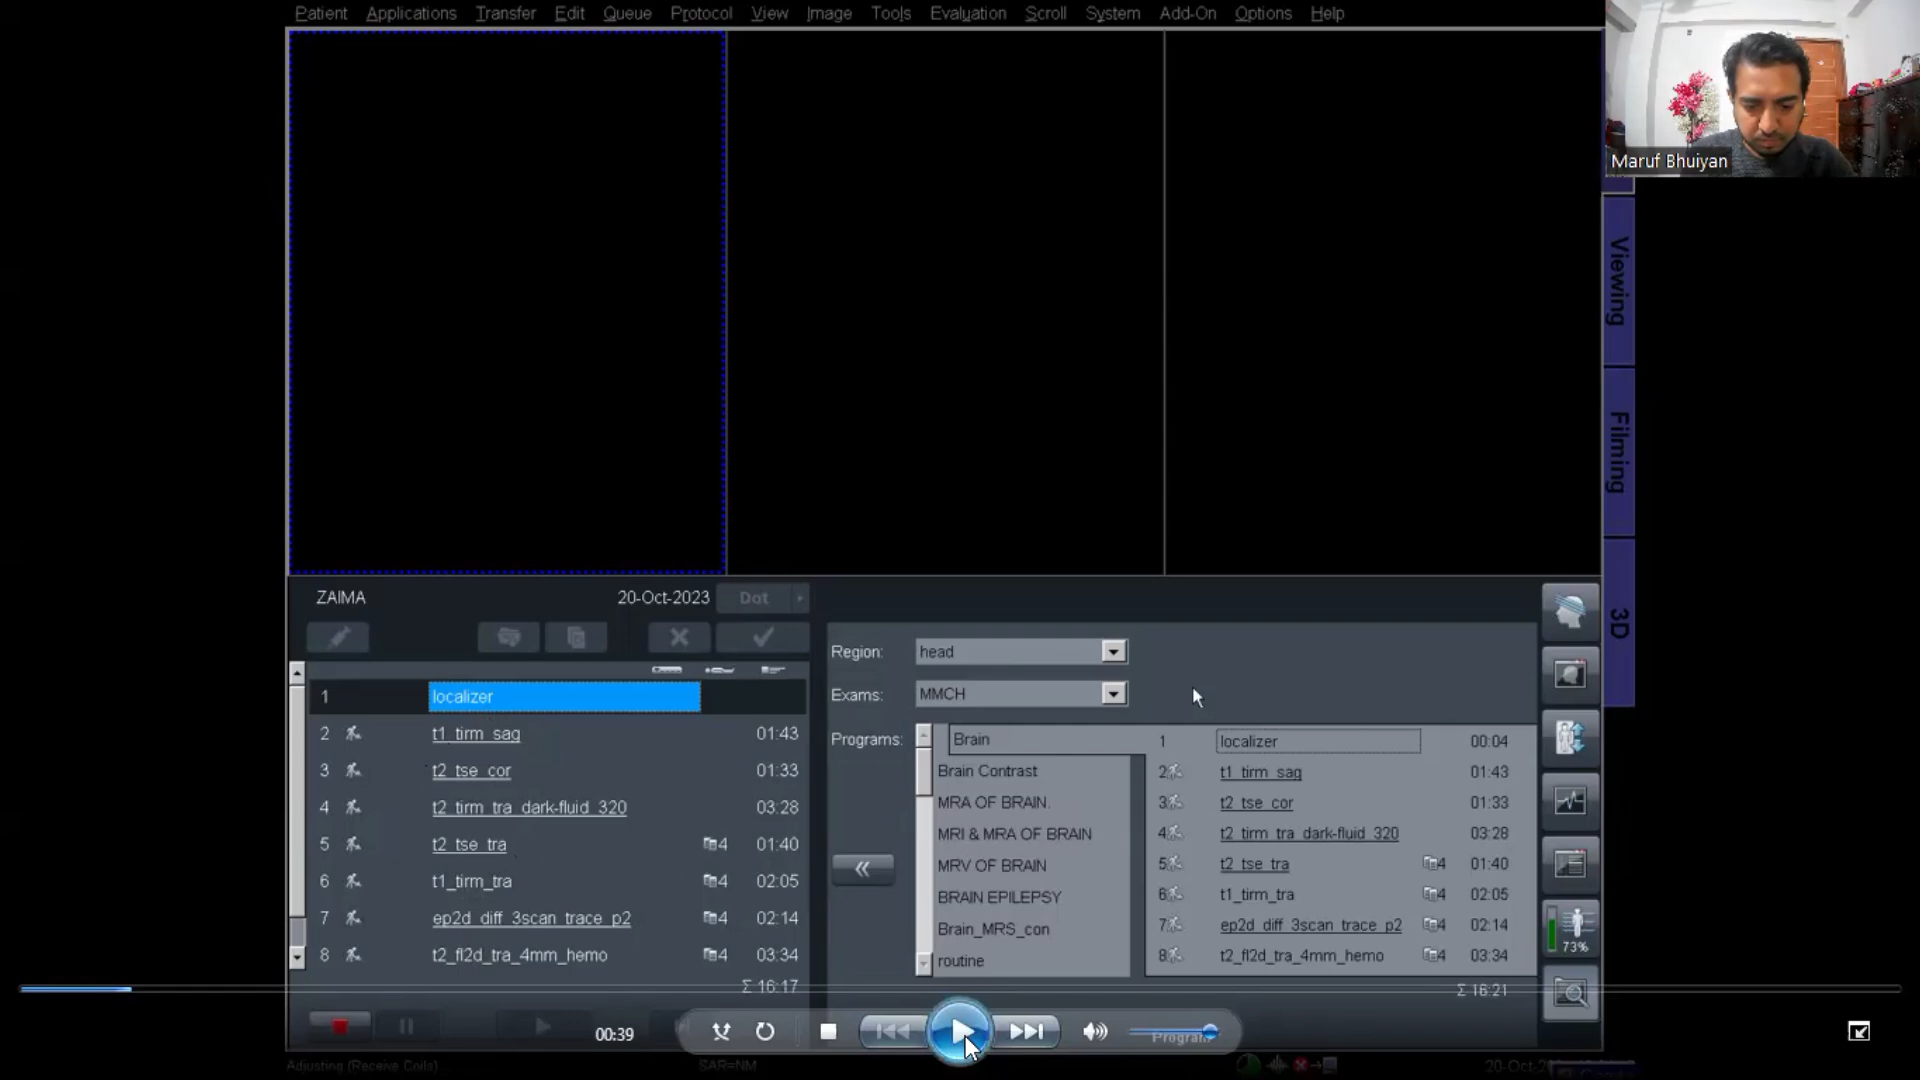 Patient Applications Transfer Edit Queue Protocol View Image Tools Evaluation Scroll System Add-On Options Help
Maruf Bhuiyan
Viewing
Filming
3D
ZAIMA 20-Oct-2023 Dot
1 localizer
2 t1_tirm_sag 01:43
3 t2_tse_cor 01:33
4 t2_tirm_tra_dark-fluid_320 03:28
5 t2_tse_tra 4 01:40
6 t1_tirm_tra 4 02:05
7 ep2d_diff_3scan_trace_p2 4 02:14
8 t2_fl2d_tra_4mm_hemo 4 03:34
Σ 16:17
Region: head
Exams: MMCH
Programs: Brain
Brain Contrast
MRA OF BRAIN.
MRI & MRA OF BRAIN
MRV OF BRAIN
BRAIN EPILEPSY
Brain_MRS_con
routine
1 localizer 00:04
2 t1_tirm_sag 01:43
3 t2_tse_cor 01:33
4 t2_tirm_tra_dark-fluid_320 03:28
5 t2_tse_tra 4 01:40
6 t1_tirm_tra 4 02:05
7 ep2d_diff_3scan_trace_p2 4 02:14
8 t2_fl2d_tra_4mm_hemo 4 03:34
Σ 16:21
73%
00:39
Program
Adjusting (Receive Coils) SAR=NM